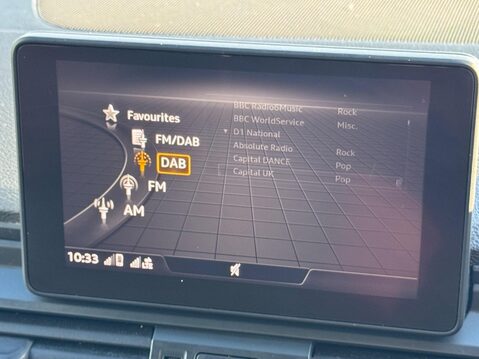 Favourites
FM/DAB
DAB
FM
AM
BBC Radio6Music Rock
BBC WorldService Misc.
D1 National
Absolute Radio Rock
Capital DANCE Pop
Capital UK Pop
10:33